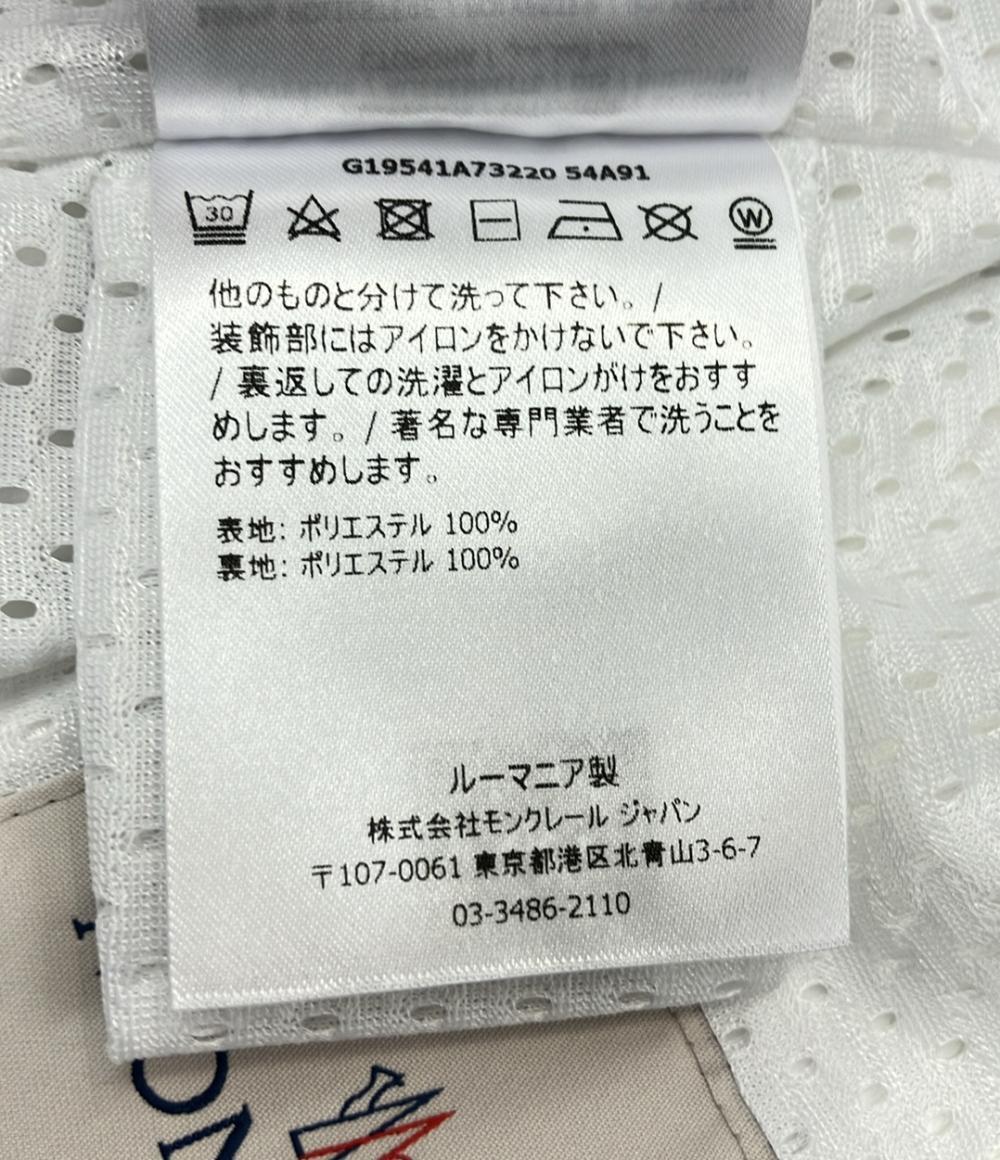 G19541A73220 54A91
30
W
他のものと分けて洗って下さい。/
装飾部にはアイロンをかけないで下さい。
/ 裏返しての洗濯とアイロンがけをおすす
めします。/ 著名な専門業者で洗うことを
おすすめします。
表地: ポリエステル 100%
裏地: ポリエステル 100%
ルーマニア製
株式会社モンクレール ジャパン
〒107-0061 東京都港区北青山3-6-7
03-3486-2110